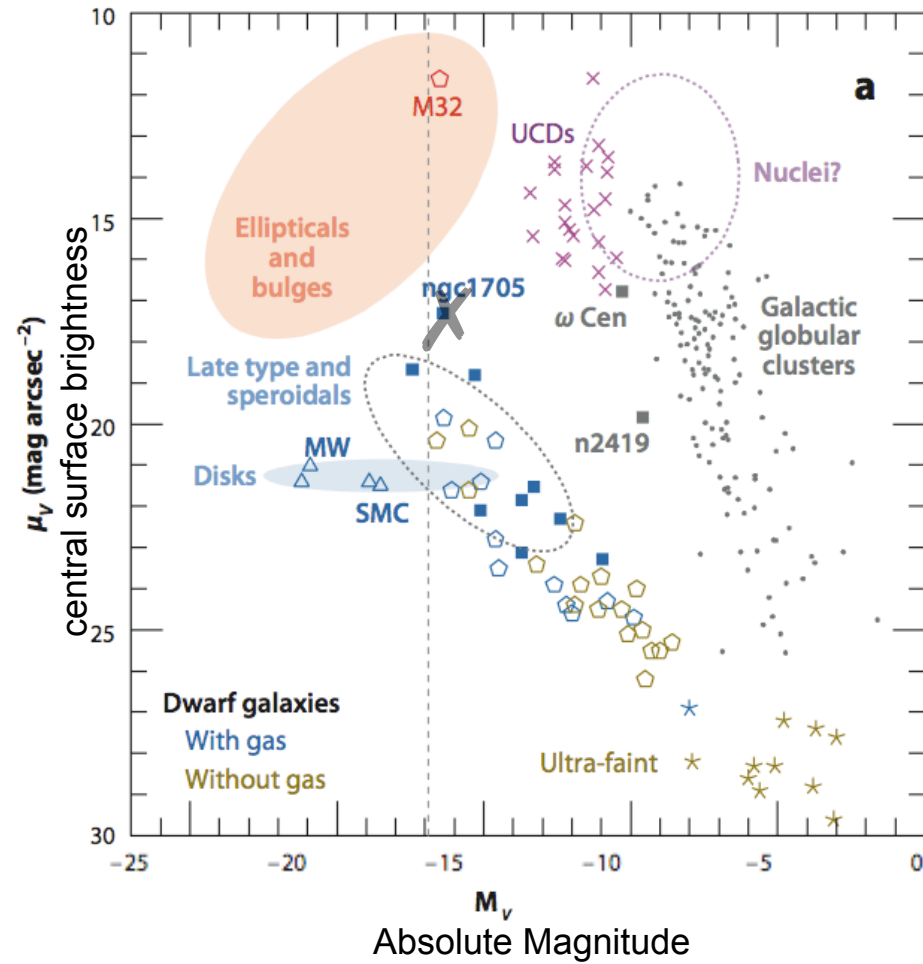 10
15
20
25
30
μv (mag arcsec−2)
central surface brightness
a
M32
UCDs
Nuclei?
Ellipticals
and
bulges
ngc1705
ω Cen
Galactic
globular
clusters
Late type and
speroidals
n2419
MW
Disks
SMC
Dwarf galaxies
With gas
Without gas
Ultra-faint
−25
−20
−15
−10
−5
0
Mv
Absolute Magnitude